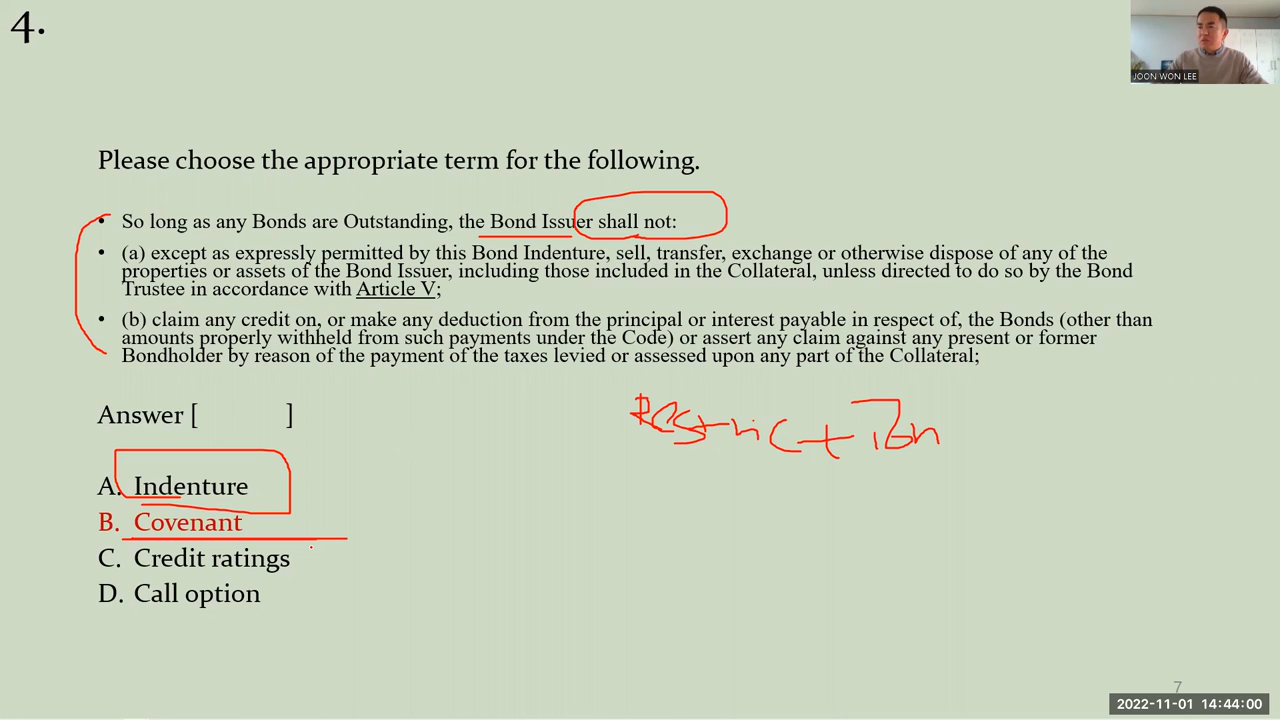 4.
JOON WON LEE
Please choose the appropriate term for the following.
• So long as any Bonds are Outstanding, the Bond Issuer shall not:
• (a) except as expressly permitted by this Bond Indenture, sell, transfer, exchange or otherwise dispose of any of the
properties or assets of the Bond Issuer, including those included in the Collateral, unless directed to do so by the Bond
Trustee in accordance with Article V;
• (b) claim any credit on, or make any deduction from the principal or interest payable in respect of, the Bonds (other than
amounts properly withheld from such payments under the Code) or assert any claim against any present or former
Bondholder by reason of the payment of the taxes levied or assessed upon any part of the Collateral;
Answer [ ]
Restriction
A. Indenture
B. Covenant
C. Credit ratings
D. Call option
7
2022-11-01 14:44:00